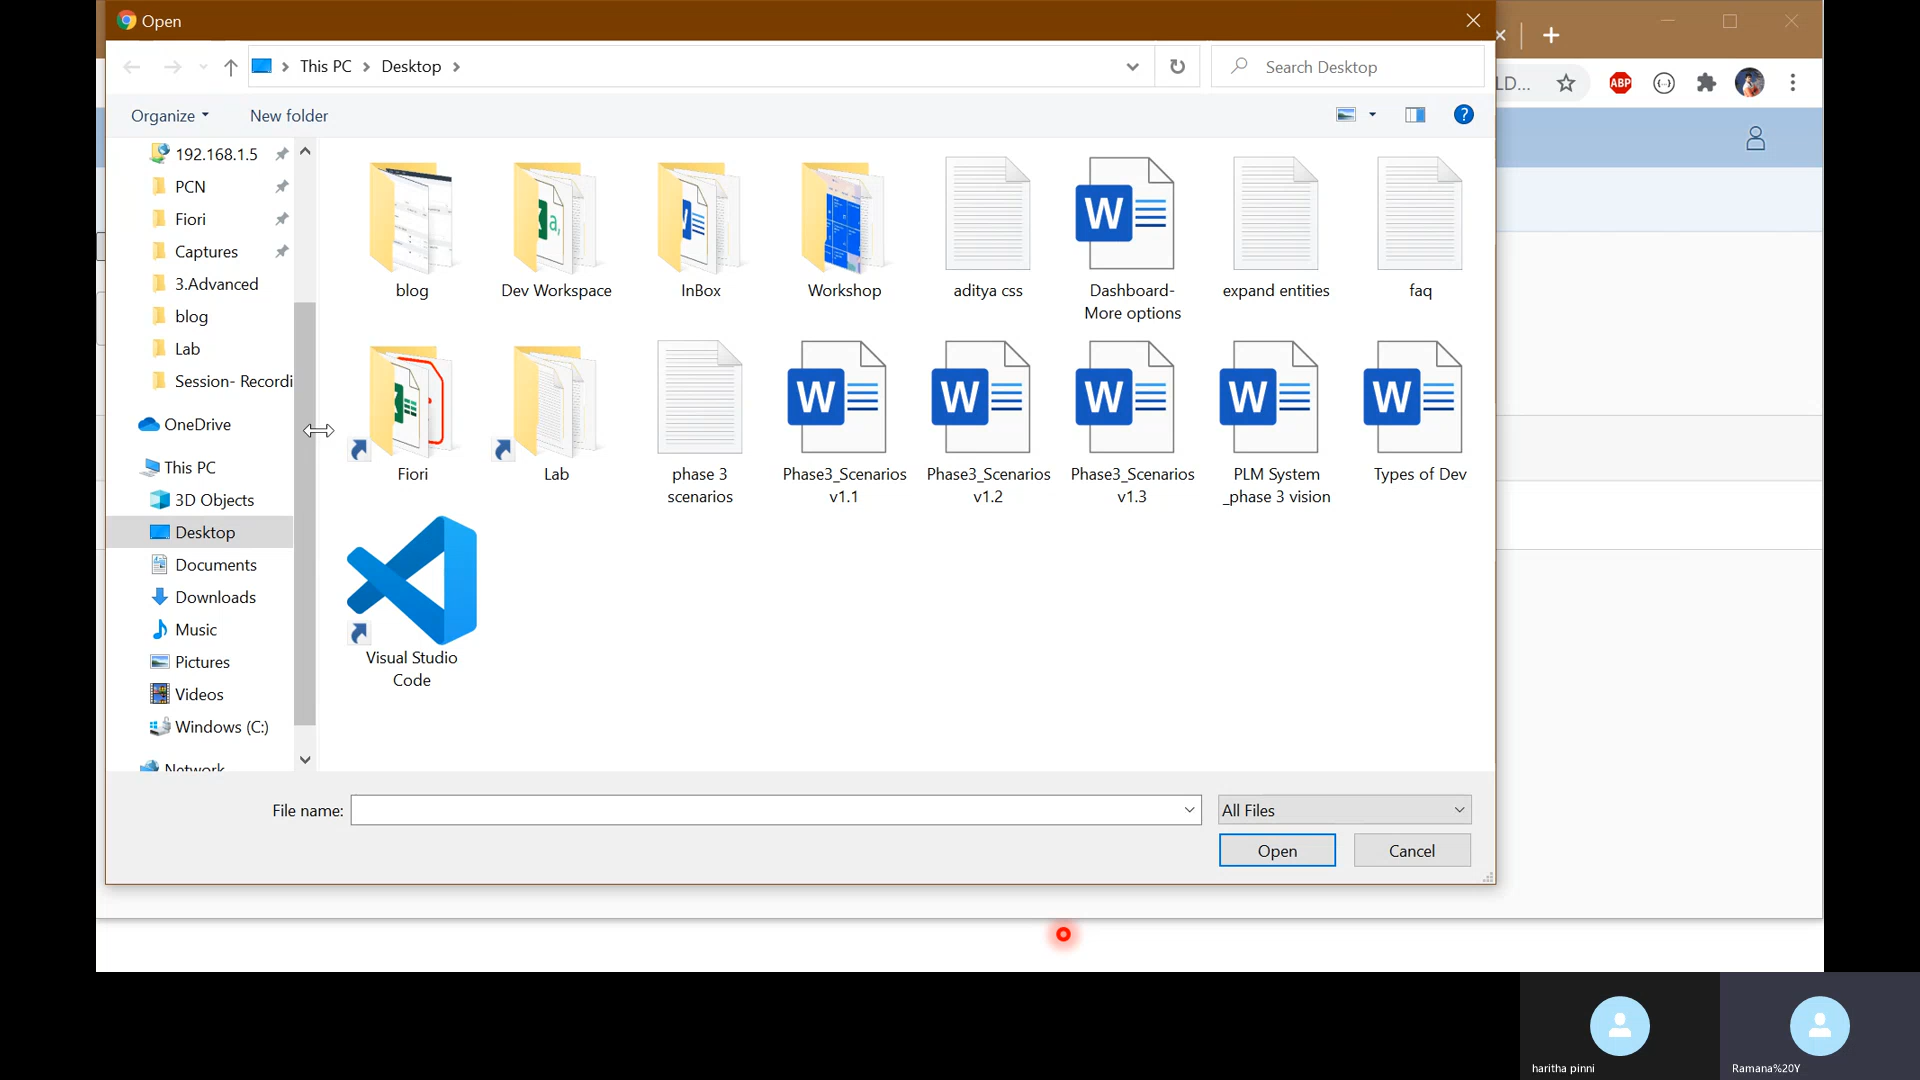 Open
This PC
Desktop
Search Desktop
LD...
ABP
Organize
New folder
192.168.1.5
PCN
Fiori
Captures
3.Advanced
blog
Lab
Session- Recordi
OneDrive
This PC
3D Objects
Desktop
Documents
Downloads
Music
Pictures
Videos
Windows (C:)
Network
blog
Dev Workspace
InBox
Workshop
aditya css
Dashboard-
More options
expand entities
faq
Fiori
Lab
phase 3
scenarios
Phase3_Scenarios
v1.1
Phase3_Scenarios
v1.2
Phase3_Scenarios
v1.3
PLM System
_phase 3 vision
Types of Dev
Visual Studio
Code
File name:
All Files
Open
Cancel
haritha pinni
Ramana%20Y